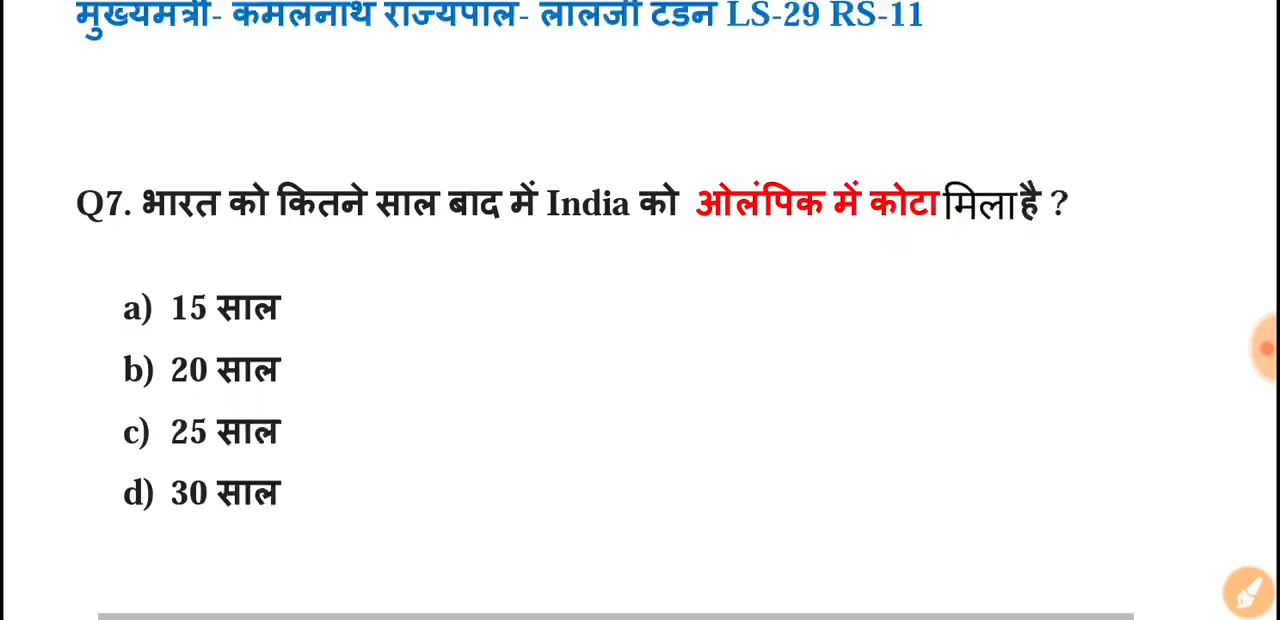 मुख्यमंत्री- कमलनाथ राज्यपाल- लालजी टंडन LS-29 RS-11
Q7. भारत को कितने साल बाद में India को ओलंपिक में कोटा मिला है ?
a) 15 साल
b) 20 साल
c) 25 साल
d) 30 साल